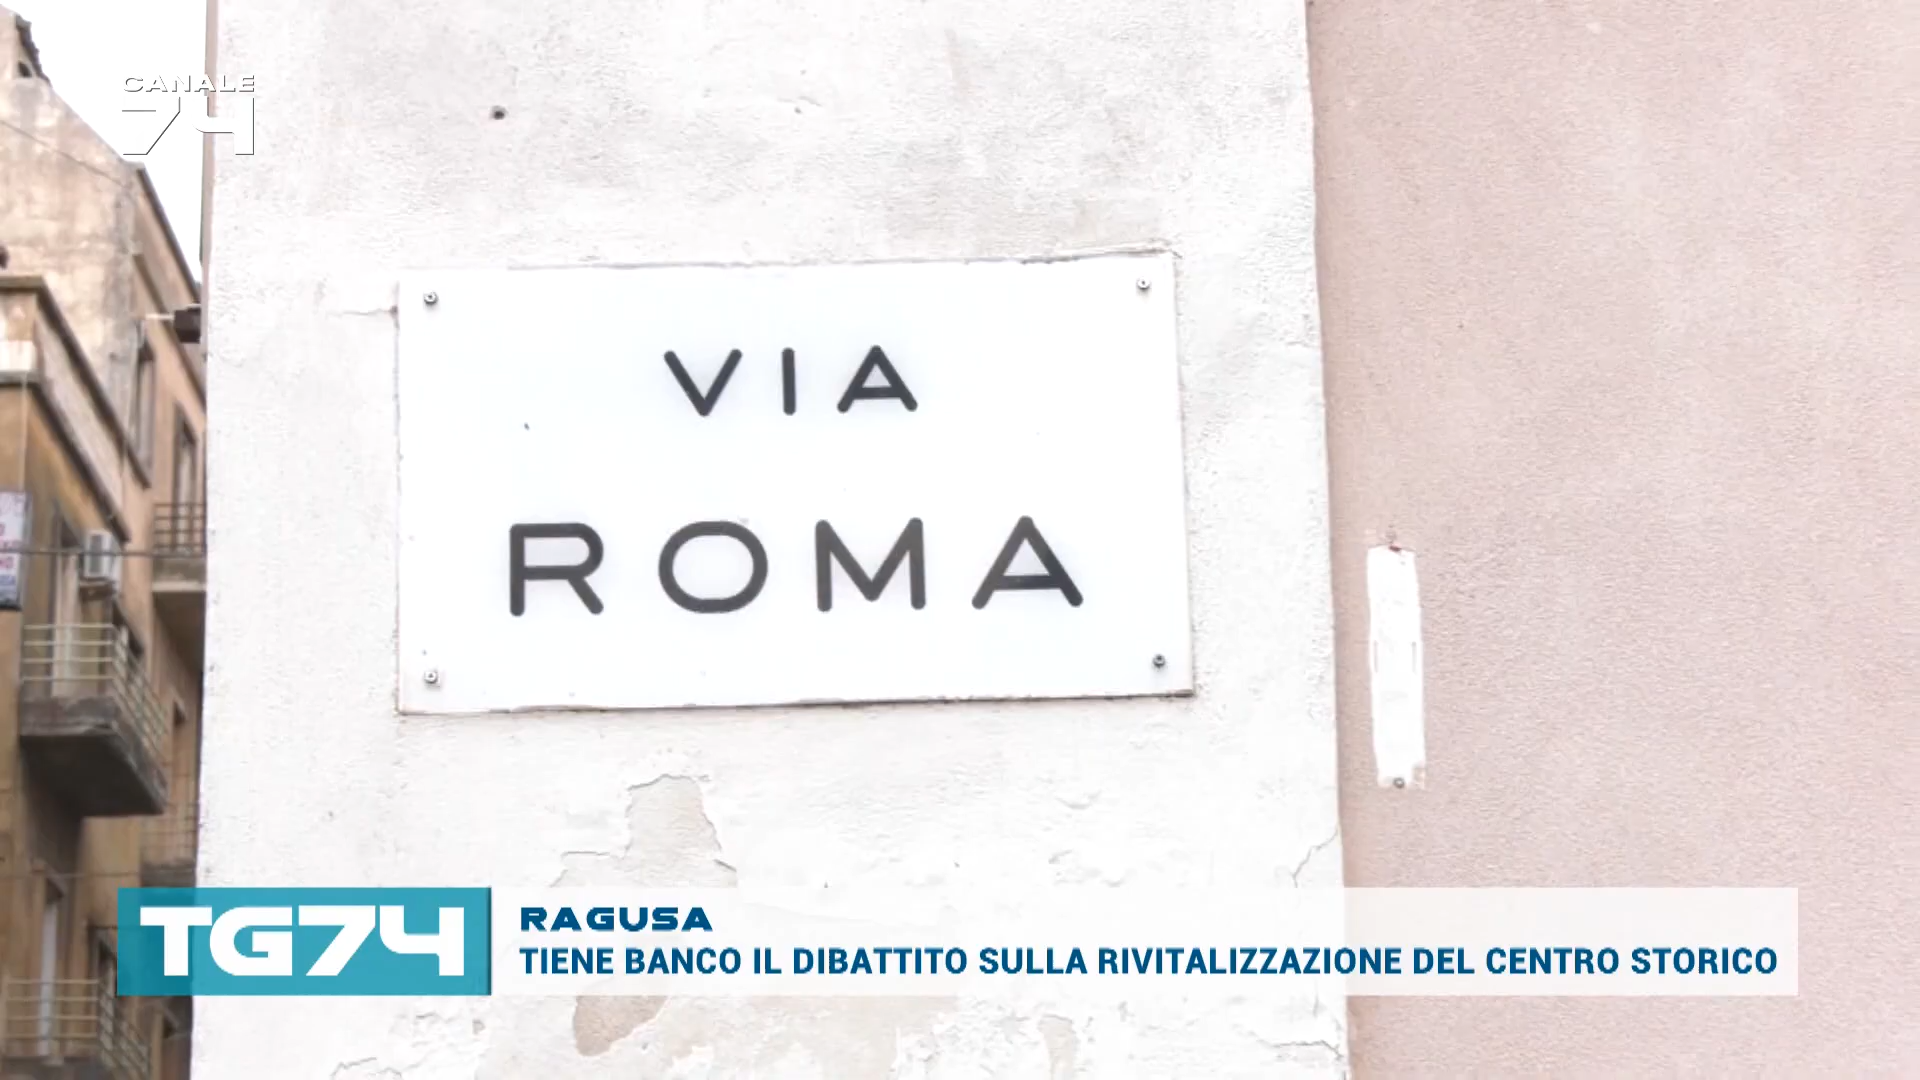 CANALE
74
VIA
ROMA
TG74
RAGUSA
TIENE BANCO IL DIBATTITO SULLA RIVITALIZZAZIONE DEL CENTRO STORICO